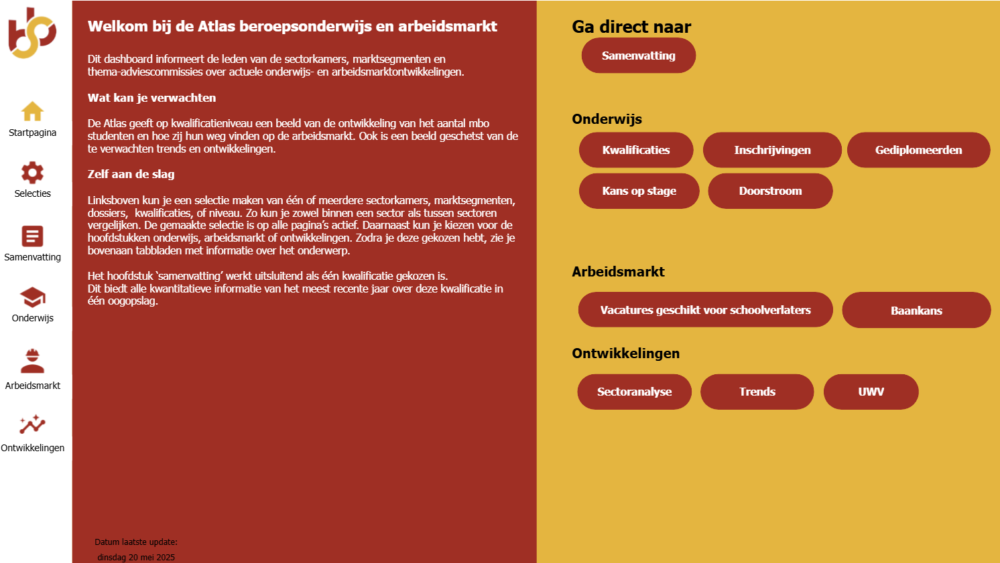 Startpagina
Selecties
Samenvatting
Onderwijs
Arbeidsmarkt
Ontwikkelingen
Welkom bij de Atlas beroepsonderwijs en arbeidsmarkt
Dit dashboard informeert de leden van de sectorkamers, marktsegmenten en
thema-adviescommissies over actuele onderwijs- en arbeidsmarktontwikkelingen.
Wat kan je verwachten
De Atlas geeft op kwalificatieniveau een beeld van de ontwikkeling van het aantal mbo
studenten en hoe zij hun weg vinden op de arbeidsmarkt. Ook is een beeld geschetst van de
te verwachten trends en ontwikkelingen.
Zelf aan de slag
Linksboven kun je een selectie maken van één of meerdere sectorkamers, marktsegmenten,
dossiers,  kwalificaties, of niveau. Zo kun je zowel binnen een sector als tussen sectoren
vergelijken. De gemaakte selectie is op alle pagina’s actief. Daarnaast kun je kiezen voor de
hoofdstukken onderwijs, arbeidsmarkt of ontwikkelingen. Zodra je deze gekozen hebt, zie je
bovenaan tabbladen met informatie over het onderwerp.
Het hoofdstuk ‘samenvatting’ werkt uitsluitend als één kwalificatie gekozen is.
Dit biedt alle kwantitatieve informatie van het meest recente jaar over deze kwalificatie in
één oogopslag.
Datum laatste update:
dinsdag 20 mei 2025
Ga direct naar
Samenvatting
Onderwijs
Kwalificaties
Inschrijvingen
Gediplomeerden
Kans op stage
Doorstroom
Arbeidsmarkt
Vacatures geschikt voor schoolverlaters
Baankans
Ontwikkelingen
Sectoranalyse
Trends
UWV